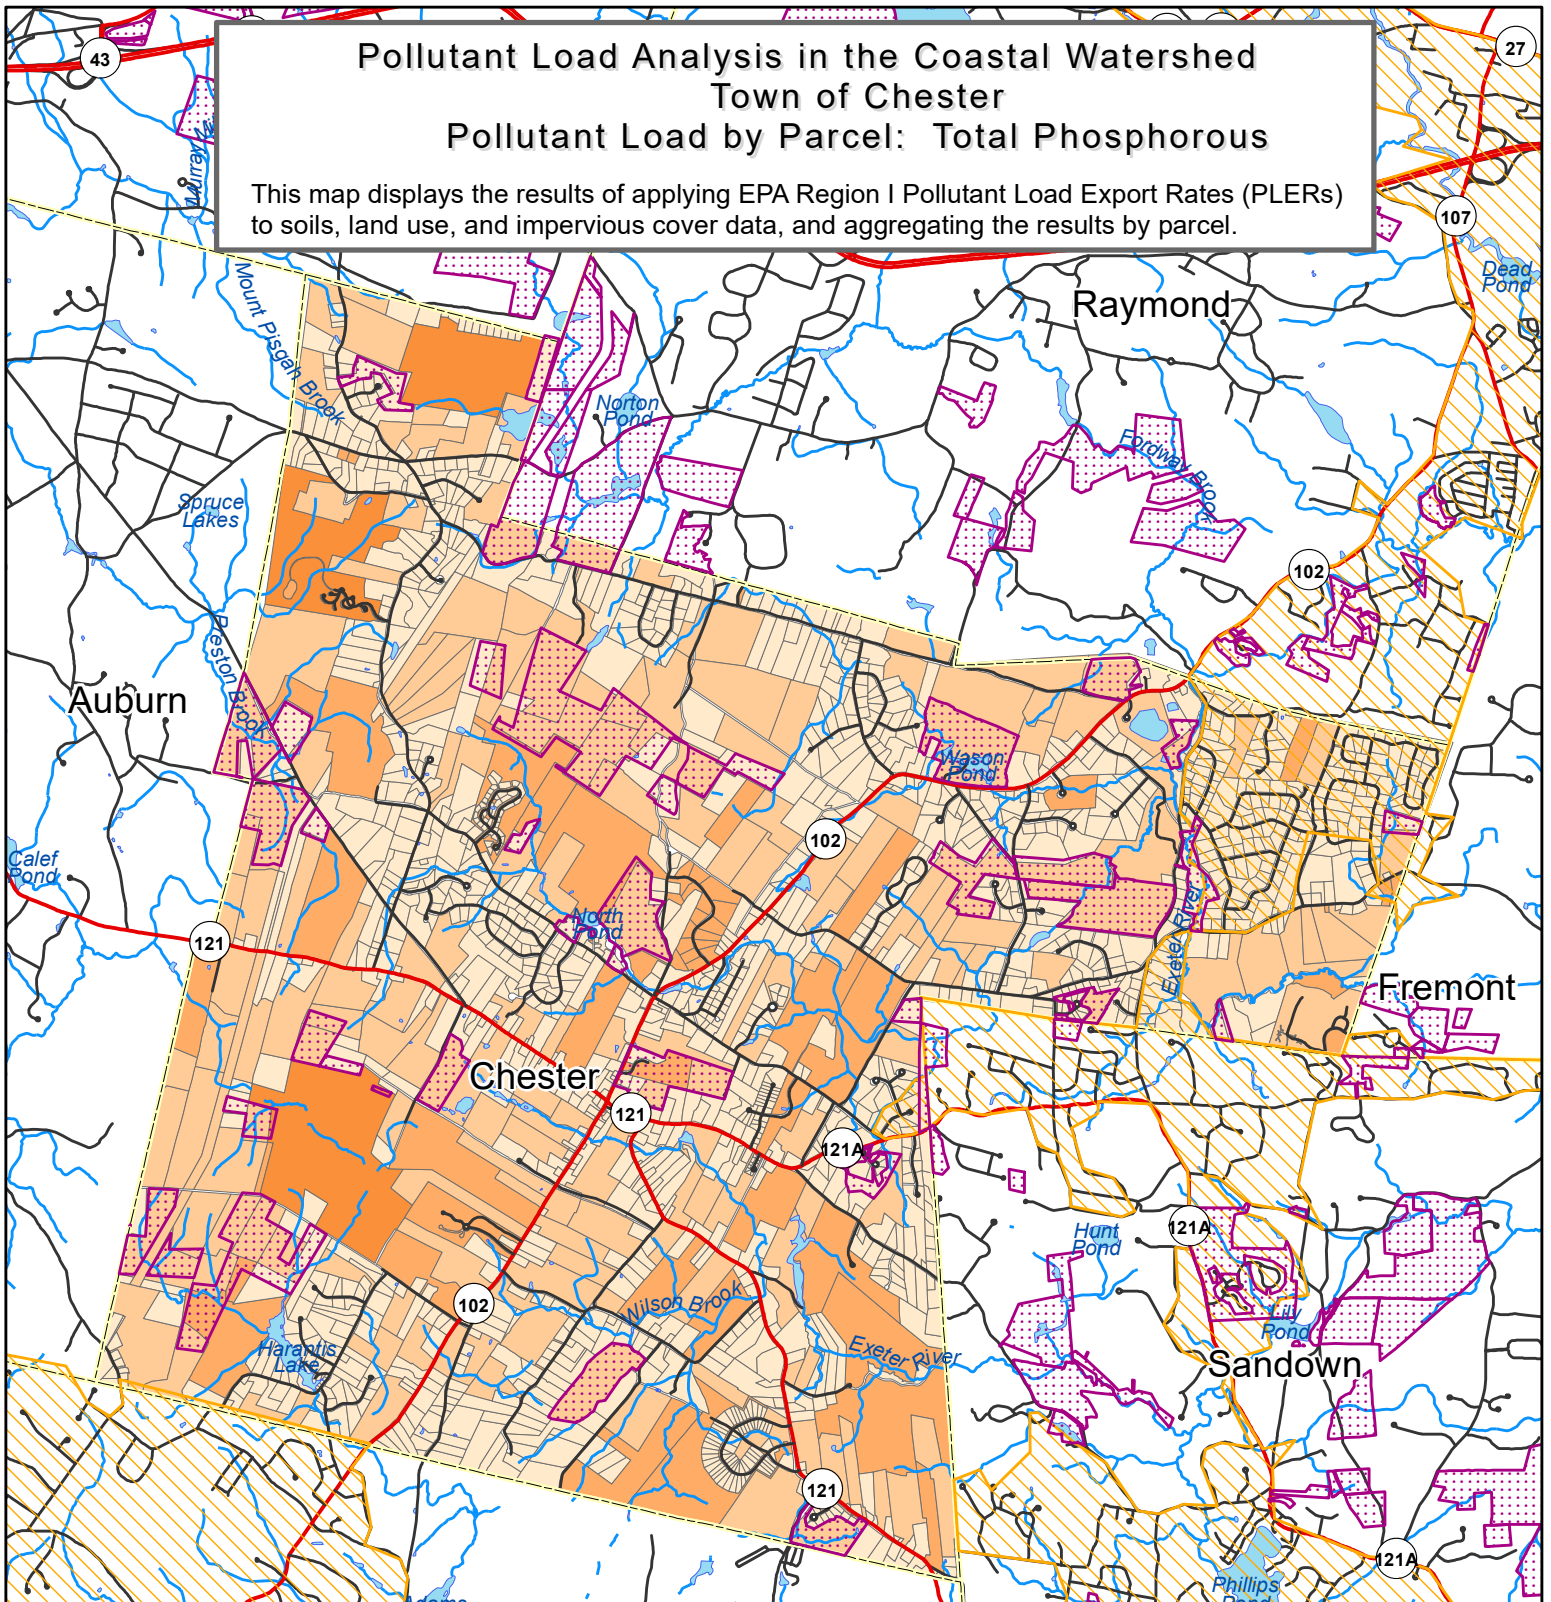 Pollutant Load Analysis in the Coastal Watershed
Town of Chester
Pollutant Load by Parcel: Total Phosphorous
This map displays the results of applying EPA Region I Pollutant Load Export Rates (PLERs)
to soils, land use, and impervious cover data, and aggregating the results by parcel.
43
27
Murray
107
Dead
Pond
Raymond
Mount Pisgah Brook
Norton
Pond
Fordway Brook
Spruce
Lakes
102
Preston Brook
Auburn
Wason
Pond
102
Calef
Pond
North
Pond
Exeter River
121
Fremont
Chester
121
121A
121A
Hunt
Pond
102
Wilson Brook
Lily
Pond
Harantis
Lake
Exeter River
Sandown
121
121A
Phillips
Pond